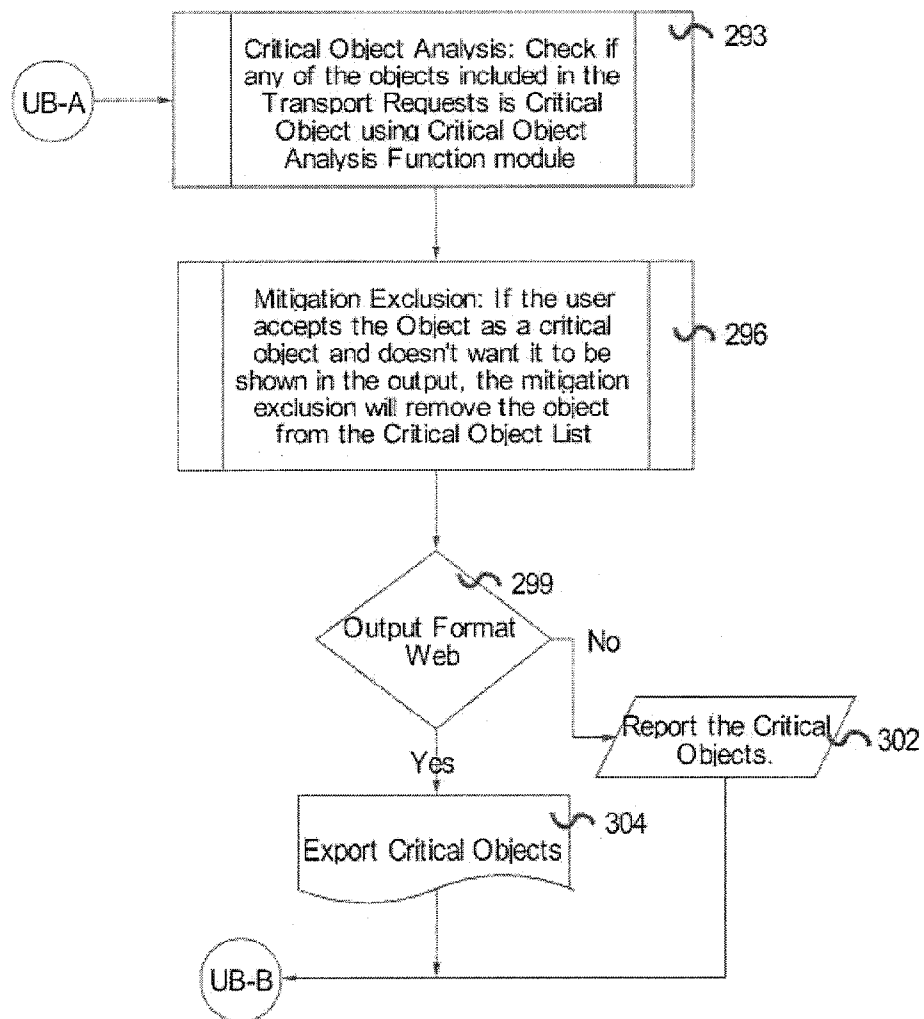 293
Critical Object Analysis: Check if
any of the objects included in the
Transport Requests is Critical
Object using Critical Object
Analysis Function module
UB-A
Mitigation Exclusion: If the user
accepts the Object as a critical
object and doesn't want it to be
shown in the output, the mitigation
exclusion will remove the object
from the Critical Object List
296
299
Output Format
Web
No
Report the Critical
Objects.
302
Yes
304
Export Critical Objects
UB-B